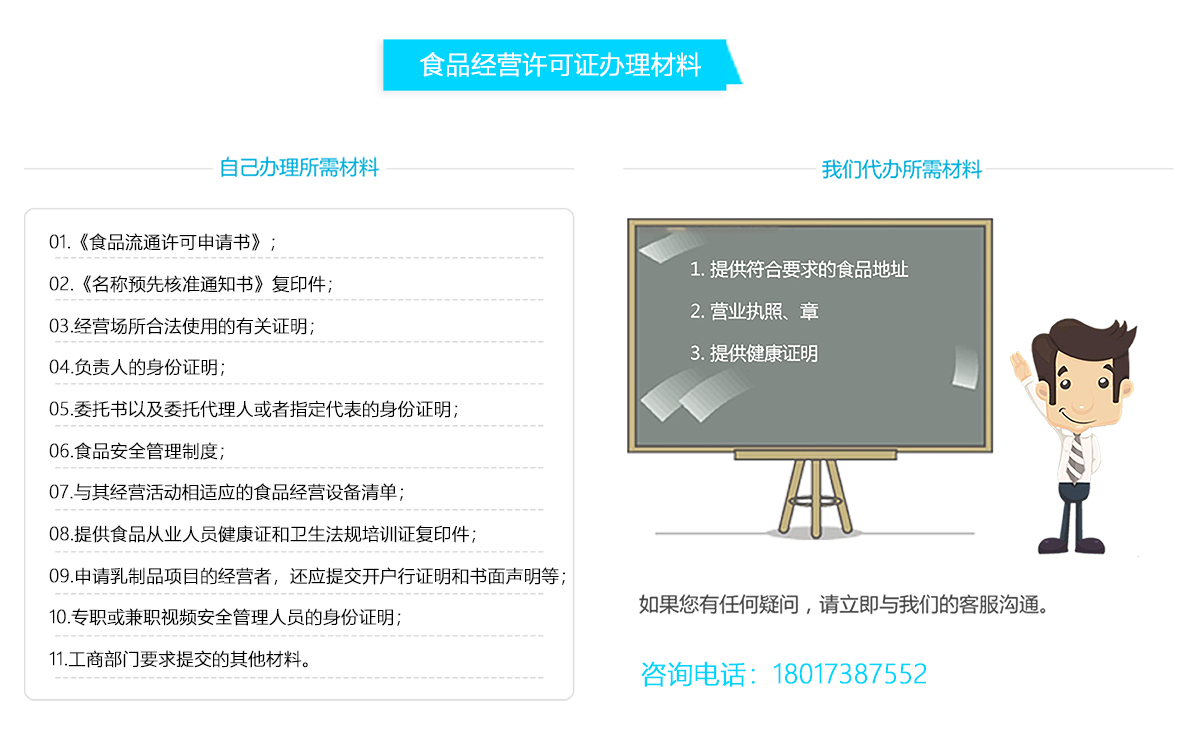 食品经营许可证办理材料
自己办理所需材料
01.《食品流通许可申请书》;
02.《名称预先核准通知书》复印件;
03.经营场所合法使用的有关证明;
04.负责人的身份证明;
05.委托书以及委托代理人或者指定代表的身份证明;
06.食品安全管理制度;
07.与其经营活动相适应的食品经营设备清单;
08.提供食品从业人员健康证和卫生法规培训证复印件;
09.申请乳制品项目的经营者，还应提交开户行证明和书面声明等;
10.专职或兼职视频安全管理人员的身份证明;
11.工商部门要求提交的其他材料。
我们代办所需材料
1. 提供符合要求的食品地址
2. 营业执照、章
3. 提供健康证明
如果您有任何疑问，请立即与我们的客服沟通。
咨询电话：18017387552